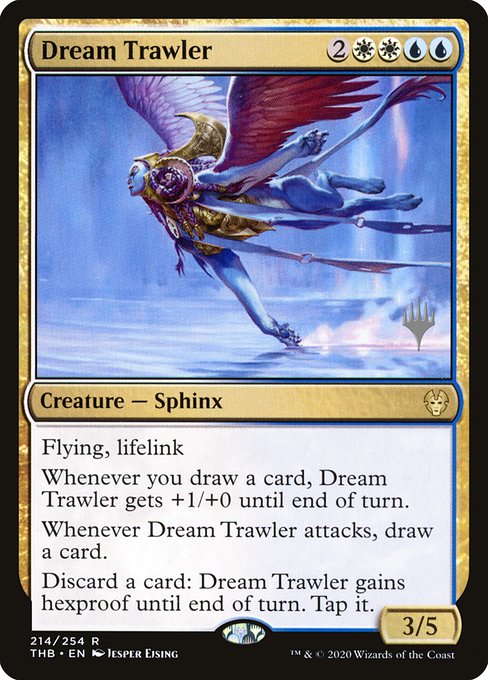 Dream Trawler 2
Creature — Sphinx
Flying, lifelink
Whenever you draw a card, Dream
Trawler gets +1/+0 until end of turn.
Whenever Dream Trawler attacks, draw
a card.
Discard a card: Dream Trawler gains
hexproof until end of turn. Tap it.
3/5
214/254 R
THB • EN Jesper Eising
™ & © 2020 Wizards of the Coast